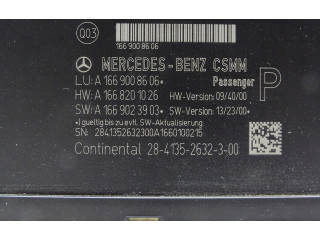 Q03
166 900 86 06
MERCEDES-BENZ CSMM
LU: A 166 900 86 06• Passenger P
HW: A 166 820 10 26 HW-Version: 09/40/00
SW: A 166 902 39 03• SW-Version: 13/23/00•
•) gueltig bis evtl. SW-Aktualisierung
SN: 2841352632300A1660100215
Continental 28-4135-2632-3-00